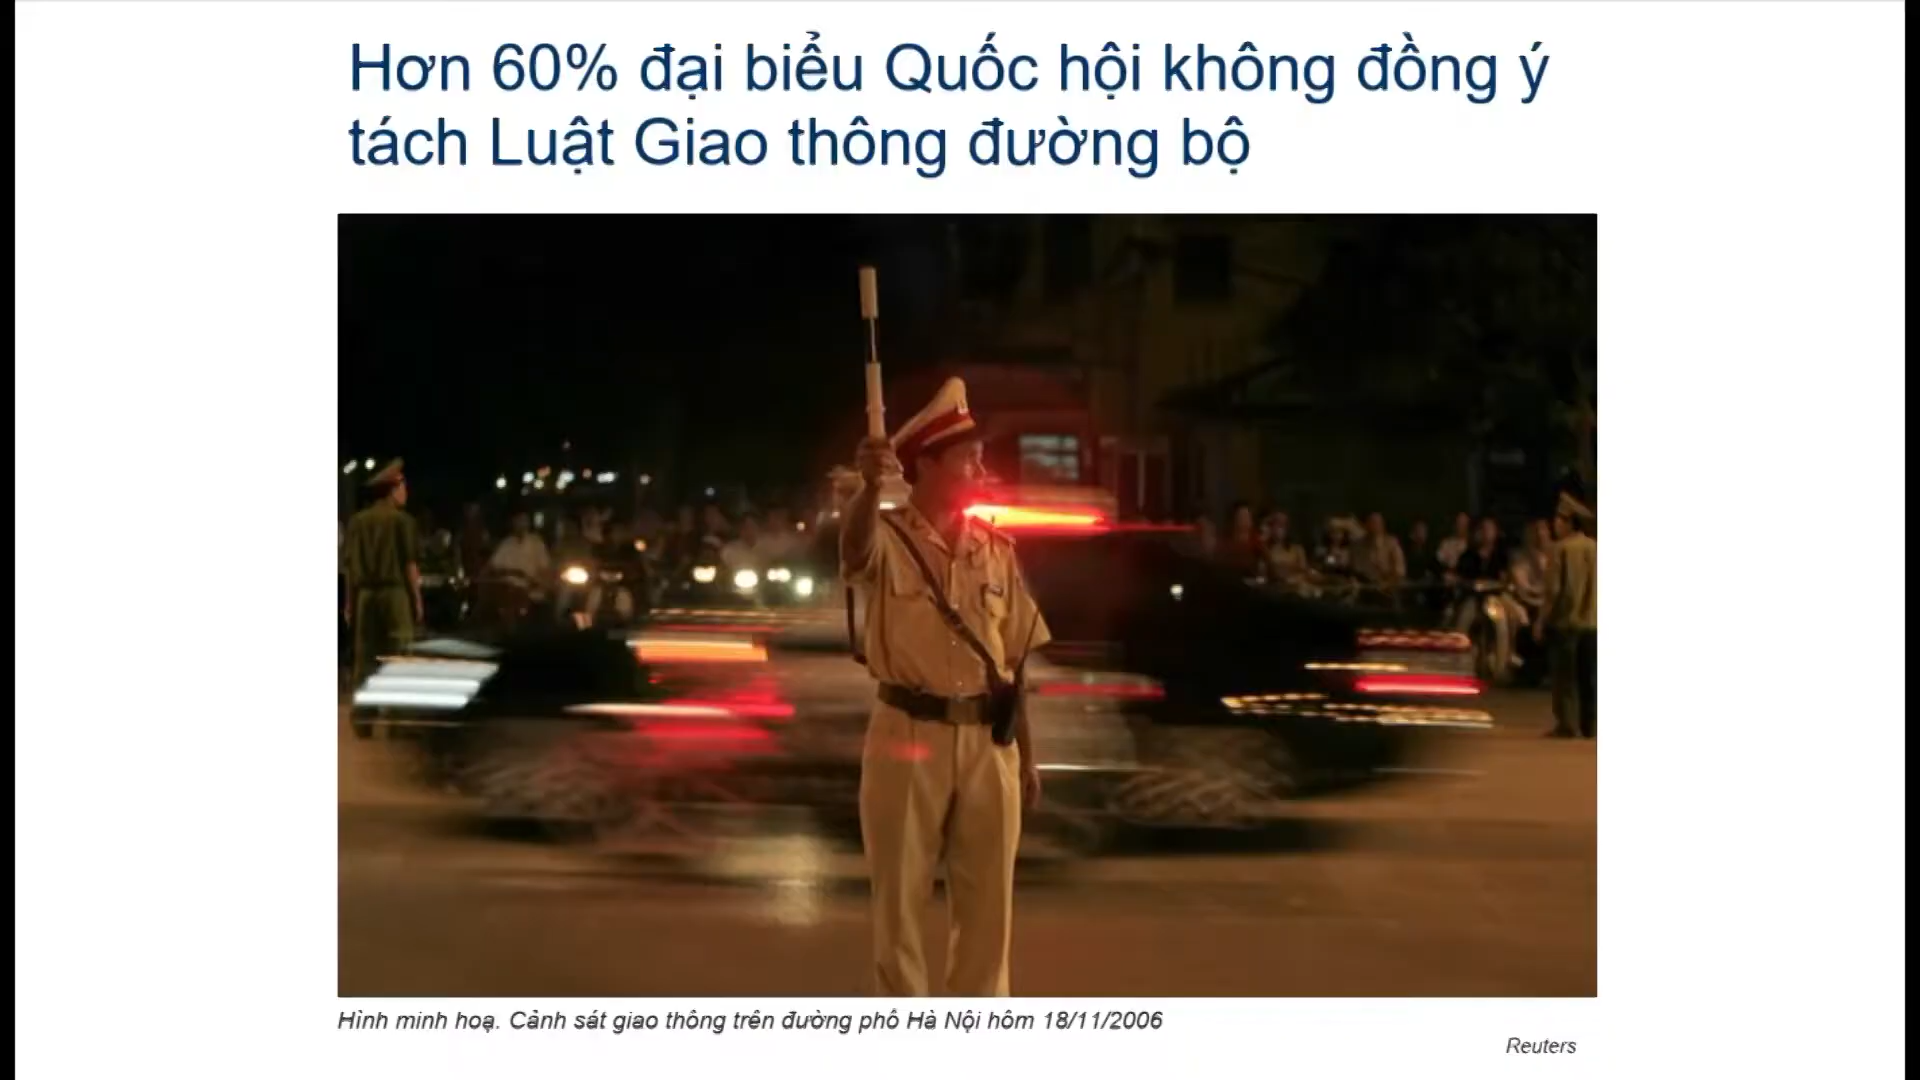 Hơn 60% đại biểu Quốc hội không đồng ý
tách Luật Giao thông đường bộ
Hình minh hoạ. Cảnh sát giao thông trên đường phố Hà Nội hôm 18/11/2006
Reuters